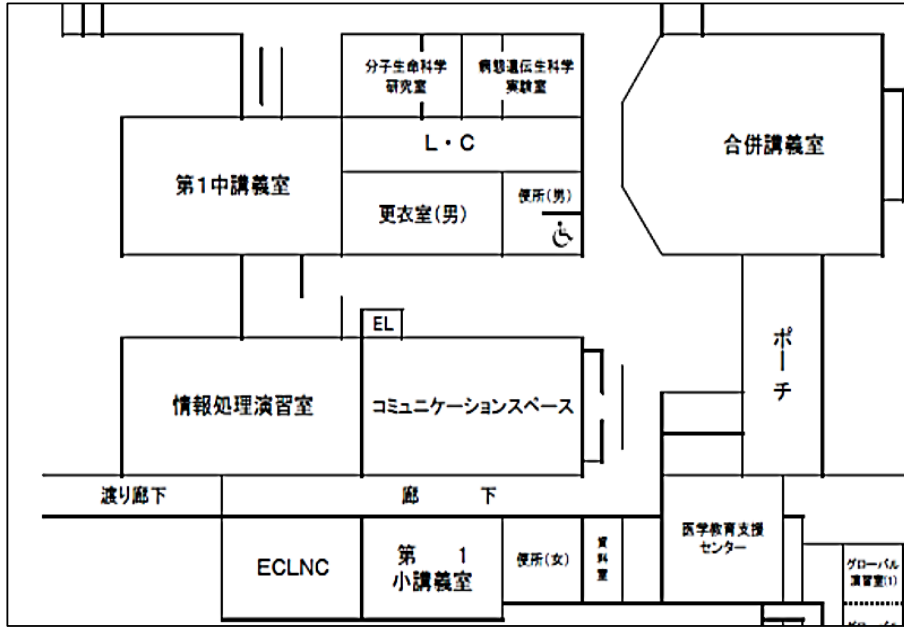 分子生命科学
研究室
病態遺伝生科学
実験室
L・C
合併講義室
第1中講義室
更衣室(男)
便所(男)
EL
ポーチ
情報処理演習室
コミュニケーションスペース
渡り廊下
廊下
ECLNC
第1
小講義室
便所(女)
資料室
医学教育支援
センター
グローバル
演習室(1)